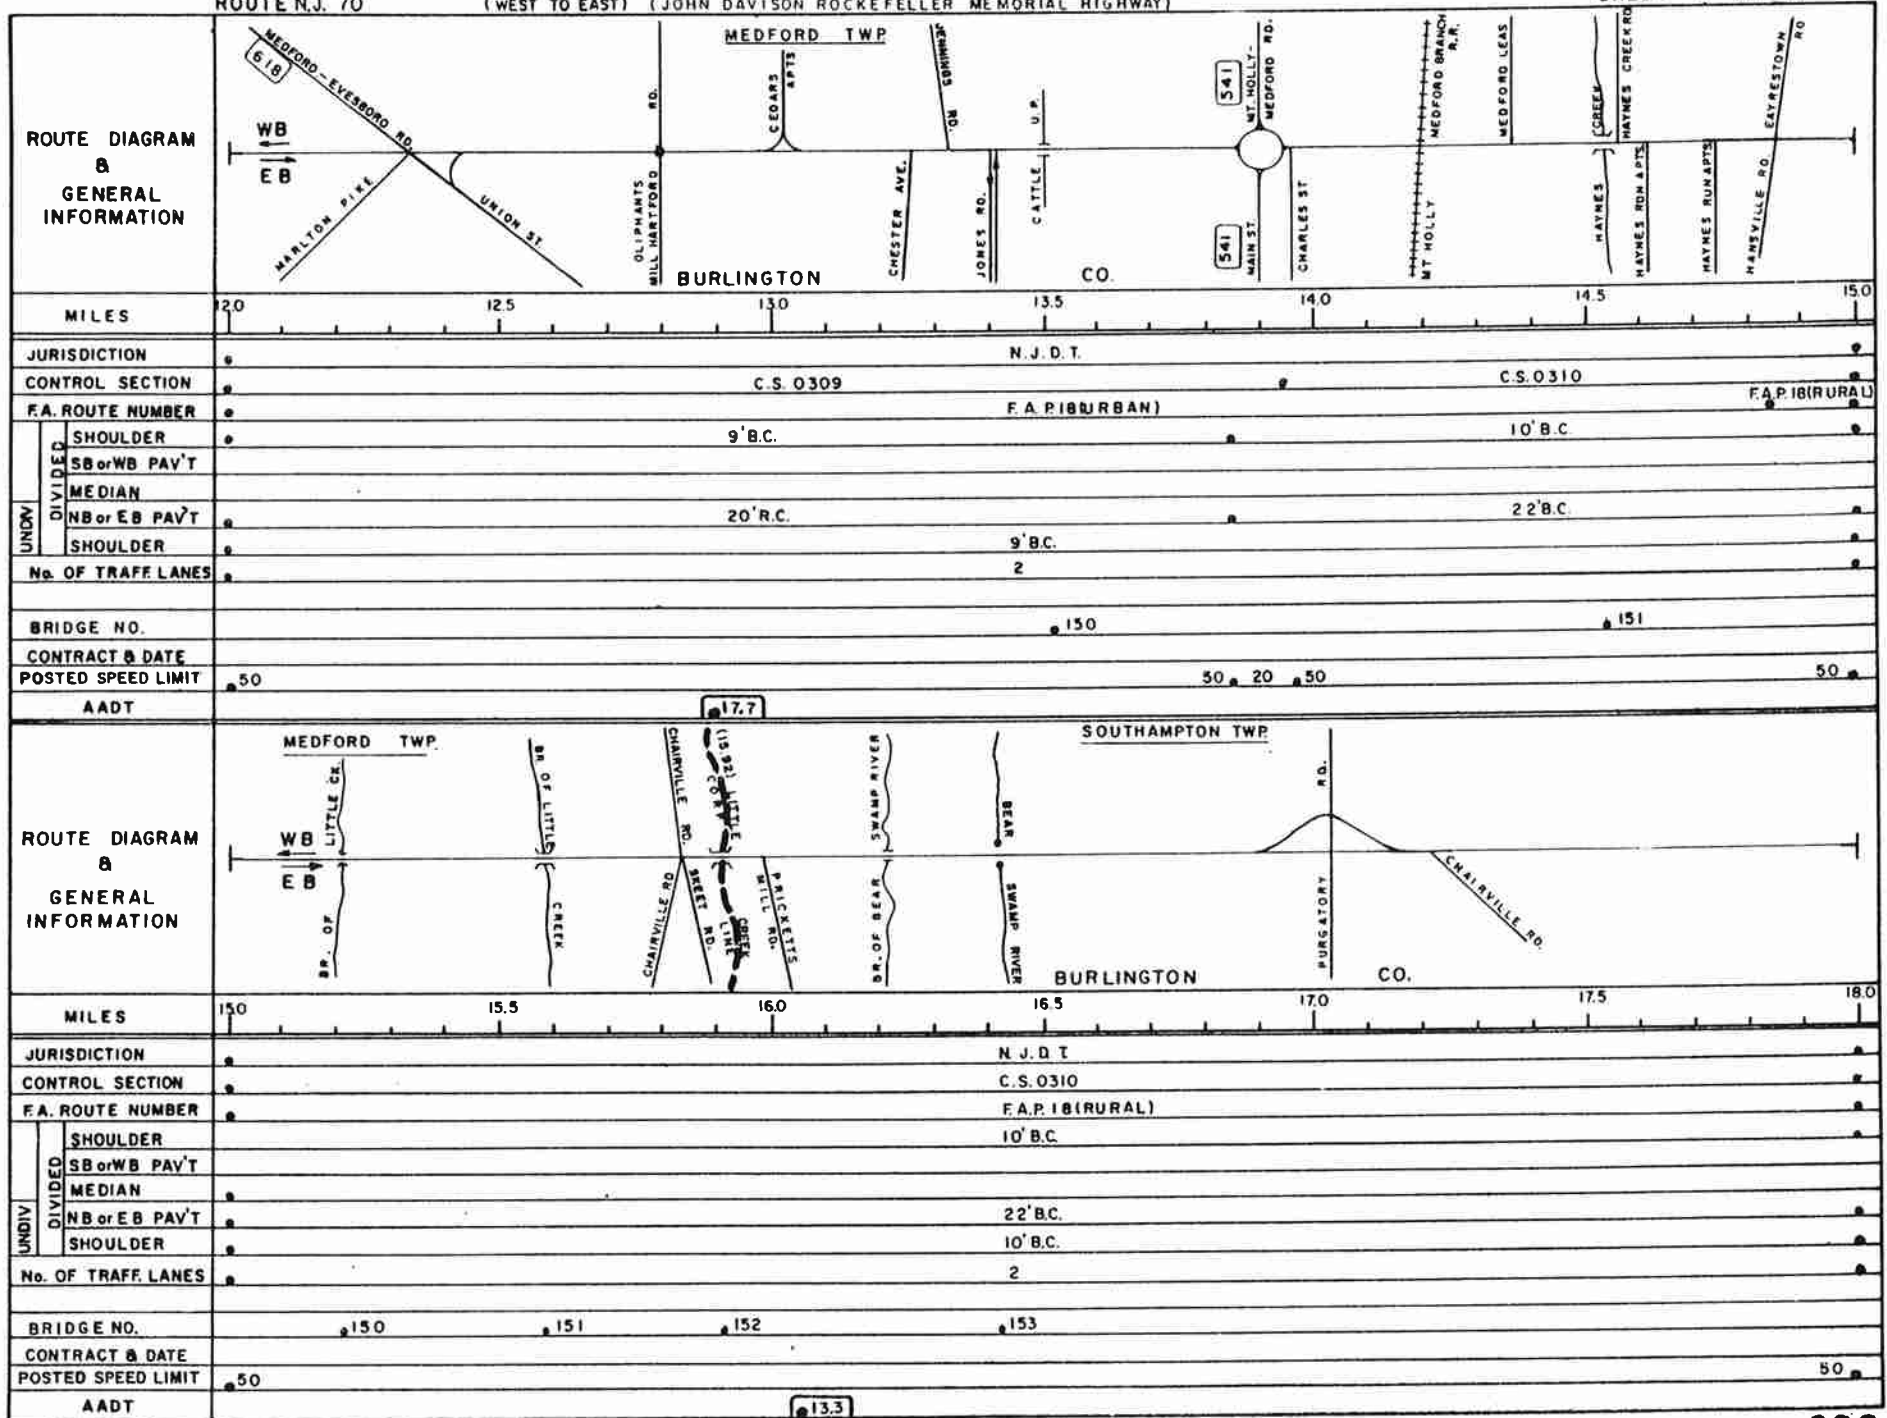 ROUTE N.J. 70 (WEST TO EAST) (JOHN DAVISON ROCKEFELLER MEMORIAL HIGHWAY)
ROUTE DIAGRAM
&
GENERAL
INFORMATION
WB
EB
618
MEDFORD-EVESBORO RD.
MARLTON PIKE
UNION ST.
OLIPHANTS
MILL HARTFORD RD.
MEDFORD TWP.
CEDARS
APTS
CHESTER AVE.
JENNINGS RD.
JONES RD.
CATTLE U.P.
541
MT. HOLLY-
MEDFORD RD.
541
MAIN ST.
CHARLES ST
MT HOLLY MEDFORD BRANCH
R.R.
MEDFORD LEAS
HAYNES CREEK
HAYNES CREEK RD
HAYNES RUN APTS.
HAYNES RUN APTS.
HANSVILLE RD. EAYRESTOWN
RD
BURLINGTON CO.
MILES 12.0 12.5 13.0 13.5 14.0 14.5 15.0
JURISDICTION N.J.D.T.
CONTROL SECTION C.S. 0309 C.S. 0310
F.A. ROUTE NUMBER F.A.P. 18(URBAN) F.A.P. 18(RURAL)
UNDIV
DIVIDED
SHOULDER 9' B.C. 10' B.C.
SB or WB PAV'T
MEDIAN
NB or EB PAV'T 20' R.C. 22' B.C.
SHOULDER 9' B.C.
No. OF TRAFF. LANES 2
BRIDGE NO. 150 151
CONTRACT & DATE
POSTED SPEED LIMIT 50 50 20 50 50
AADT 17.7
ROUTE DIAGRAM
&
GENERAL
INFORMATION
WB
EB
MEDFORD TWP.
BR. OF LITTLE CK.
BR OF LITTLE CREEK
CHAIRVILLE RD.
CHAIRVILLE RD
SKEET RD.
(15.92)
CORP. LINE
LITTLE CREEK
PRICKETTS
MILL RD.
BR. OF BEAR SWAMP RIVER
BEAR SWAMP RIVER
SOUTHAMPTON TWP.
PURGATORY RD.
CHAIRVILLE RD.
BURLINGTON CO.
MILES 15.0 15.5 16.0 16.5 17.0 17.5 18.0
JURISDICTION N.J.D.T.
CONTROL SECTION C.S. 0310
F.A. ROUTE NUMBER F.A.P. 18(RURAL)
UNDIV
DIVIDED
SHOULDER 10' B.C.
SB or WB PAV'T
MEDIAN
NB or EB PAV'T 22' B.C.
SHOULDER 10' B.C.
No. OF TRAFF. LANES 2
BRIDGE NO. 150 151 152 153
CONTRACT & DATE
POSTED SPEED LIMIT 50 50
AADT 13.3